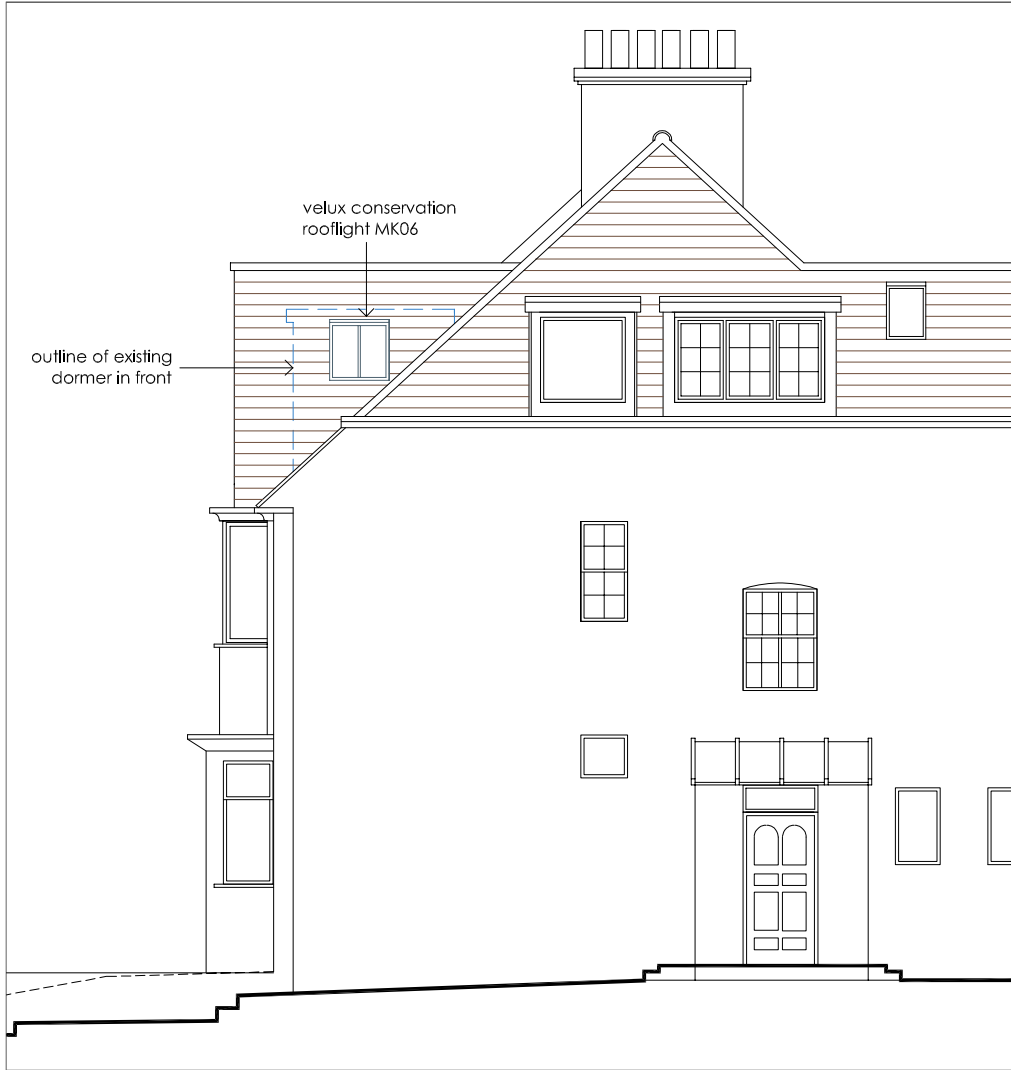 velux conservation
rooflight MK06
outline of existing
dormer in front